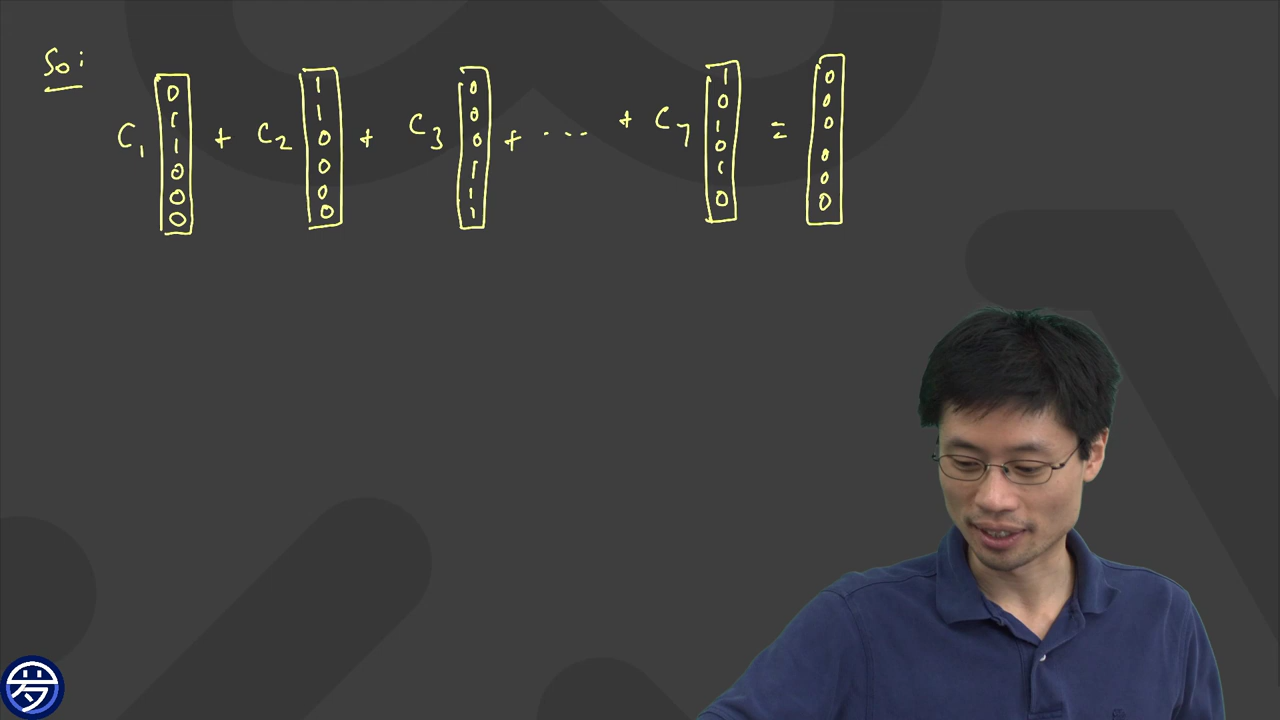 So:
C₁ [0 1 1 0 0 0] + C₂ [1 1 0 0 0 0] + C₃ [0 0 0 1 1 1] + ··· + C₇ [1 0 1 0 1 0] = [0 0 0 0 0 0]